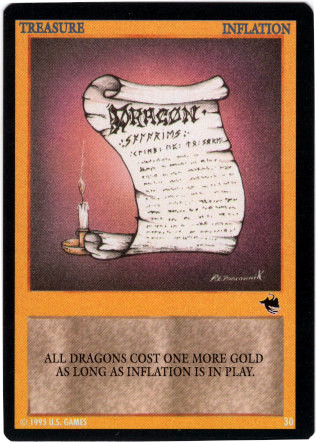 TREASURE INFLATION
DRAGON
ALL DRAGONS COST ONE MORE GOLD
AS LONG AS INFLATION IS IN PLAY.
© 1995 U.S. GAMES 30